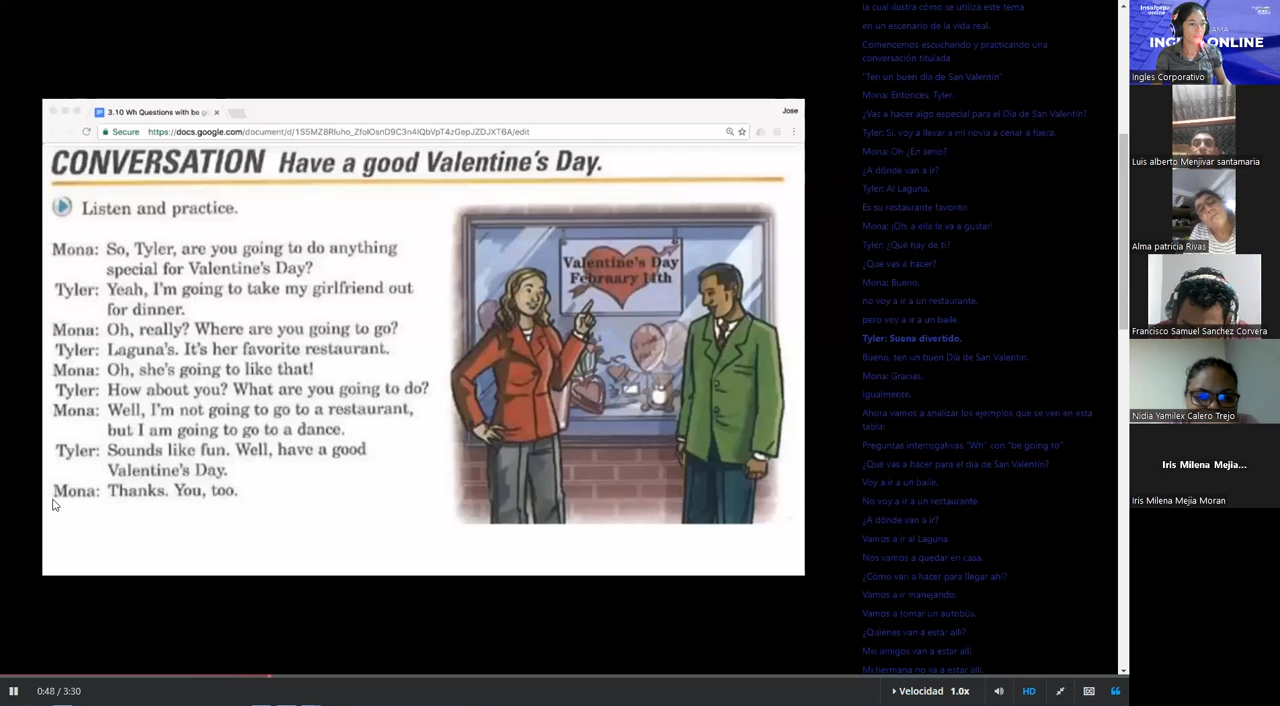 3.10 Wh Questions with be g
Jose
Secure
CONVERSATION Have a good Valentine's Day.
Listen and practice.
Mona: So, Tyler, are you going to do anything
special for Valentine's Day?
Tyler: Yeah, I'm going to take my girlfriend out
for dinner.
Mona: Oh, really? Where are you going to go?
Tyler: Laguna's. It's her favorite restaurant.
Mona: Oh, she's going to like that!
Tyler: How about you? What are you going to do?
Mona: Well, I'm not going to go to a restaurant,
but I am going to go to a dance.
Tyler: Sounds like fun. Well, have a good
Valentine's Day.
Mona: Thanks. You, too.
Valentine's Day
February 14th
la cual ilustra cómo se utiliza este tema
en un escenario de la vida real.
Comencemos escuchando y practicando una
conversación titulada
"Ten un buen día de San Valentín"
Mona: Entonces, Tyler,
¿Vas a hacer algo especial para el Día de San Valentín?
Tyler: Sí, voy a llevar a mi novia a cenar a fuera.
Mona: Oh ¿En serio?
¿A dónde van a ir?
Tyler: Al Laguna.
Es su restaurante favorito
Mona: ¡Oh, a ella le va a gustar!
Tyler: ¿Qué hay de ti?
¿Qué vas a hacer?
Mona: Bueno,
no voy a ir a un restaurante,
pero voy a ir a un baile.
Tyler: Suena divertido.
Bueno, ten un buen Día de San Valentin.
Mona: Gracias.
Igualmente.
Ahora vamos a analizar los ejemplos que se ven en esta
tabla:
Preguntas interrogativas "Wh" con "be going to"
¿Qué vas a hacer para el día de San Valentín?
Voy a ir a un baile.
No voy a ir a un restaurante.
¿A dónde van a ir?
Vamos a ir al Laguna.
Nos vamos a quedar en casa.
¿Cómo van a hacer para llegar ahí?
Vamos a ir manejando.
Vamos a tomar un autobús.
¿Quiénes van a estar allí?
Mis amigos van a estar allí.
Mi hermana no va a estar allí.
0:48 / 3:30
Velocidad 1.0x
HD
Ingles Corporativo
Luis alberto Menjivar santamaria
Alma patricia Rivas
Francisco Samuel Sanchez Corvera
Nidia Yamilex Calero Trejo
Iris Milena Mejia...
Iris Milena Mejia Moran